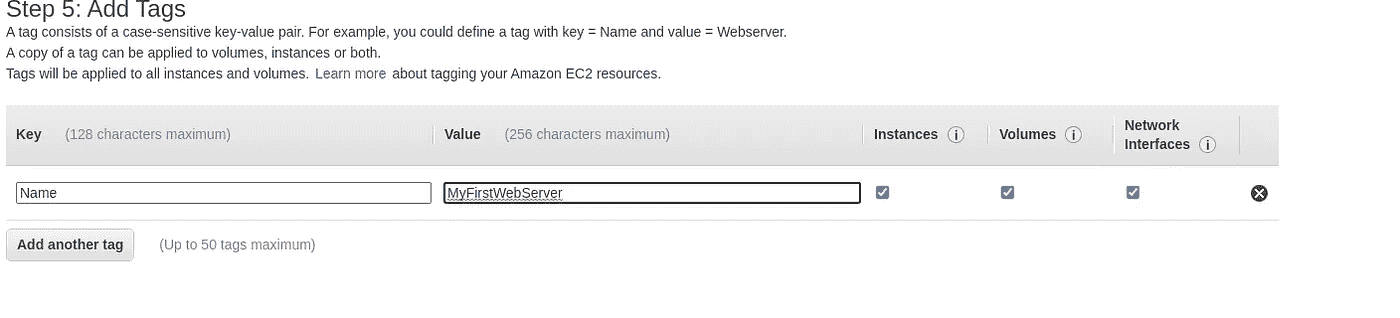 Step 5: Add Tags
A tag consists of a case-sensitive key-value pair. For example, you could define a tag with key = Name and value = Webserver.
A copy of a tag can be applied to volumes, instances or both.
Tags will be applied to all instances and volumes. Learn more about tagging your Amazon EC2 resources.
Key (128 characters maximum) Value (256 characters maximum) Instances i Volumes i Network Interfaces i
Name MyFirstWebServer
Add another tag (Up to 50 tags maximum)